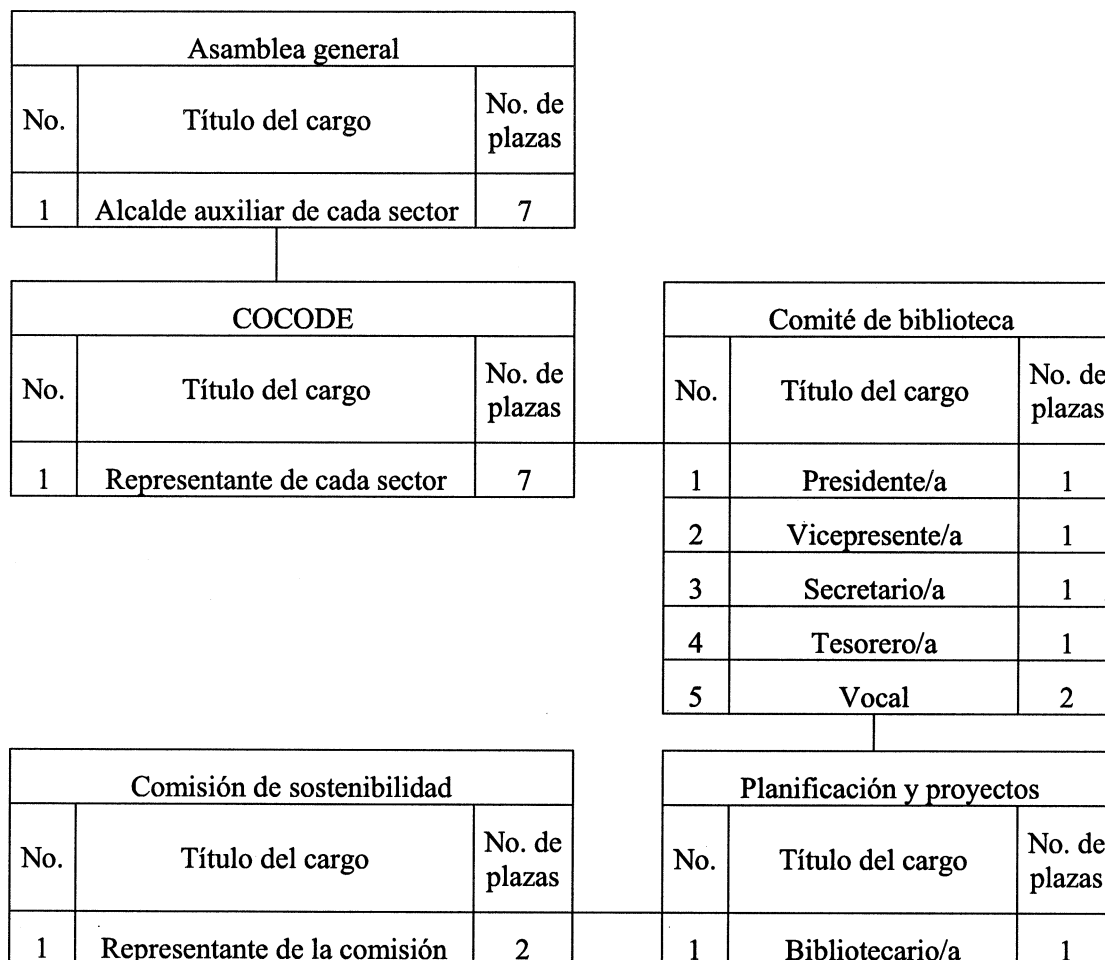 Asamblea general
No. Título del cargo No. de plazas
1 Alcalde auxiliar de cada sector 7
COCODE
No. Título del cargo No. de plazas
1 Representante de cada sector 7
Comité de biblioteca
No. Título del cargo No. de plazas
1 Presidente/a 1
2 Vicepresente/a 1
3 Secretario/a 1
4 Tesorero/a 1
5 Vocal 2
Comisión de sostenibilidad
No. Título del cargo No. de plazas
1 Representante de la comisión 2
Planificación y proyectos
No. Título del cargo No. de plazas
1 Bibliotecario/a 1